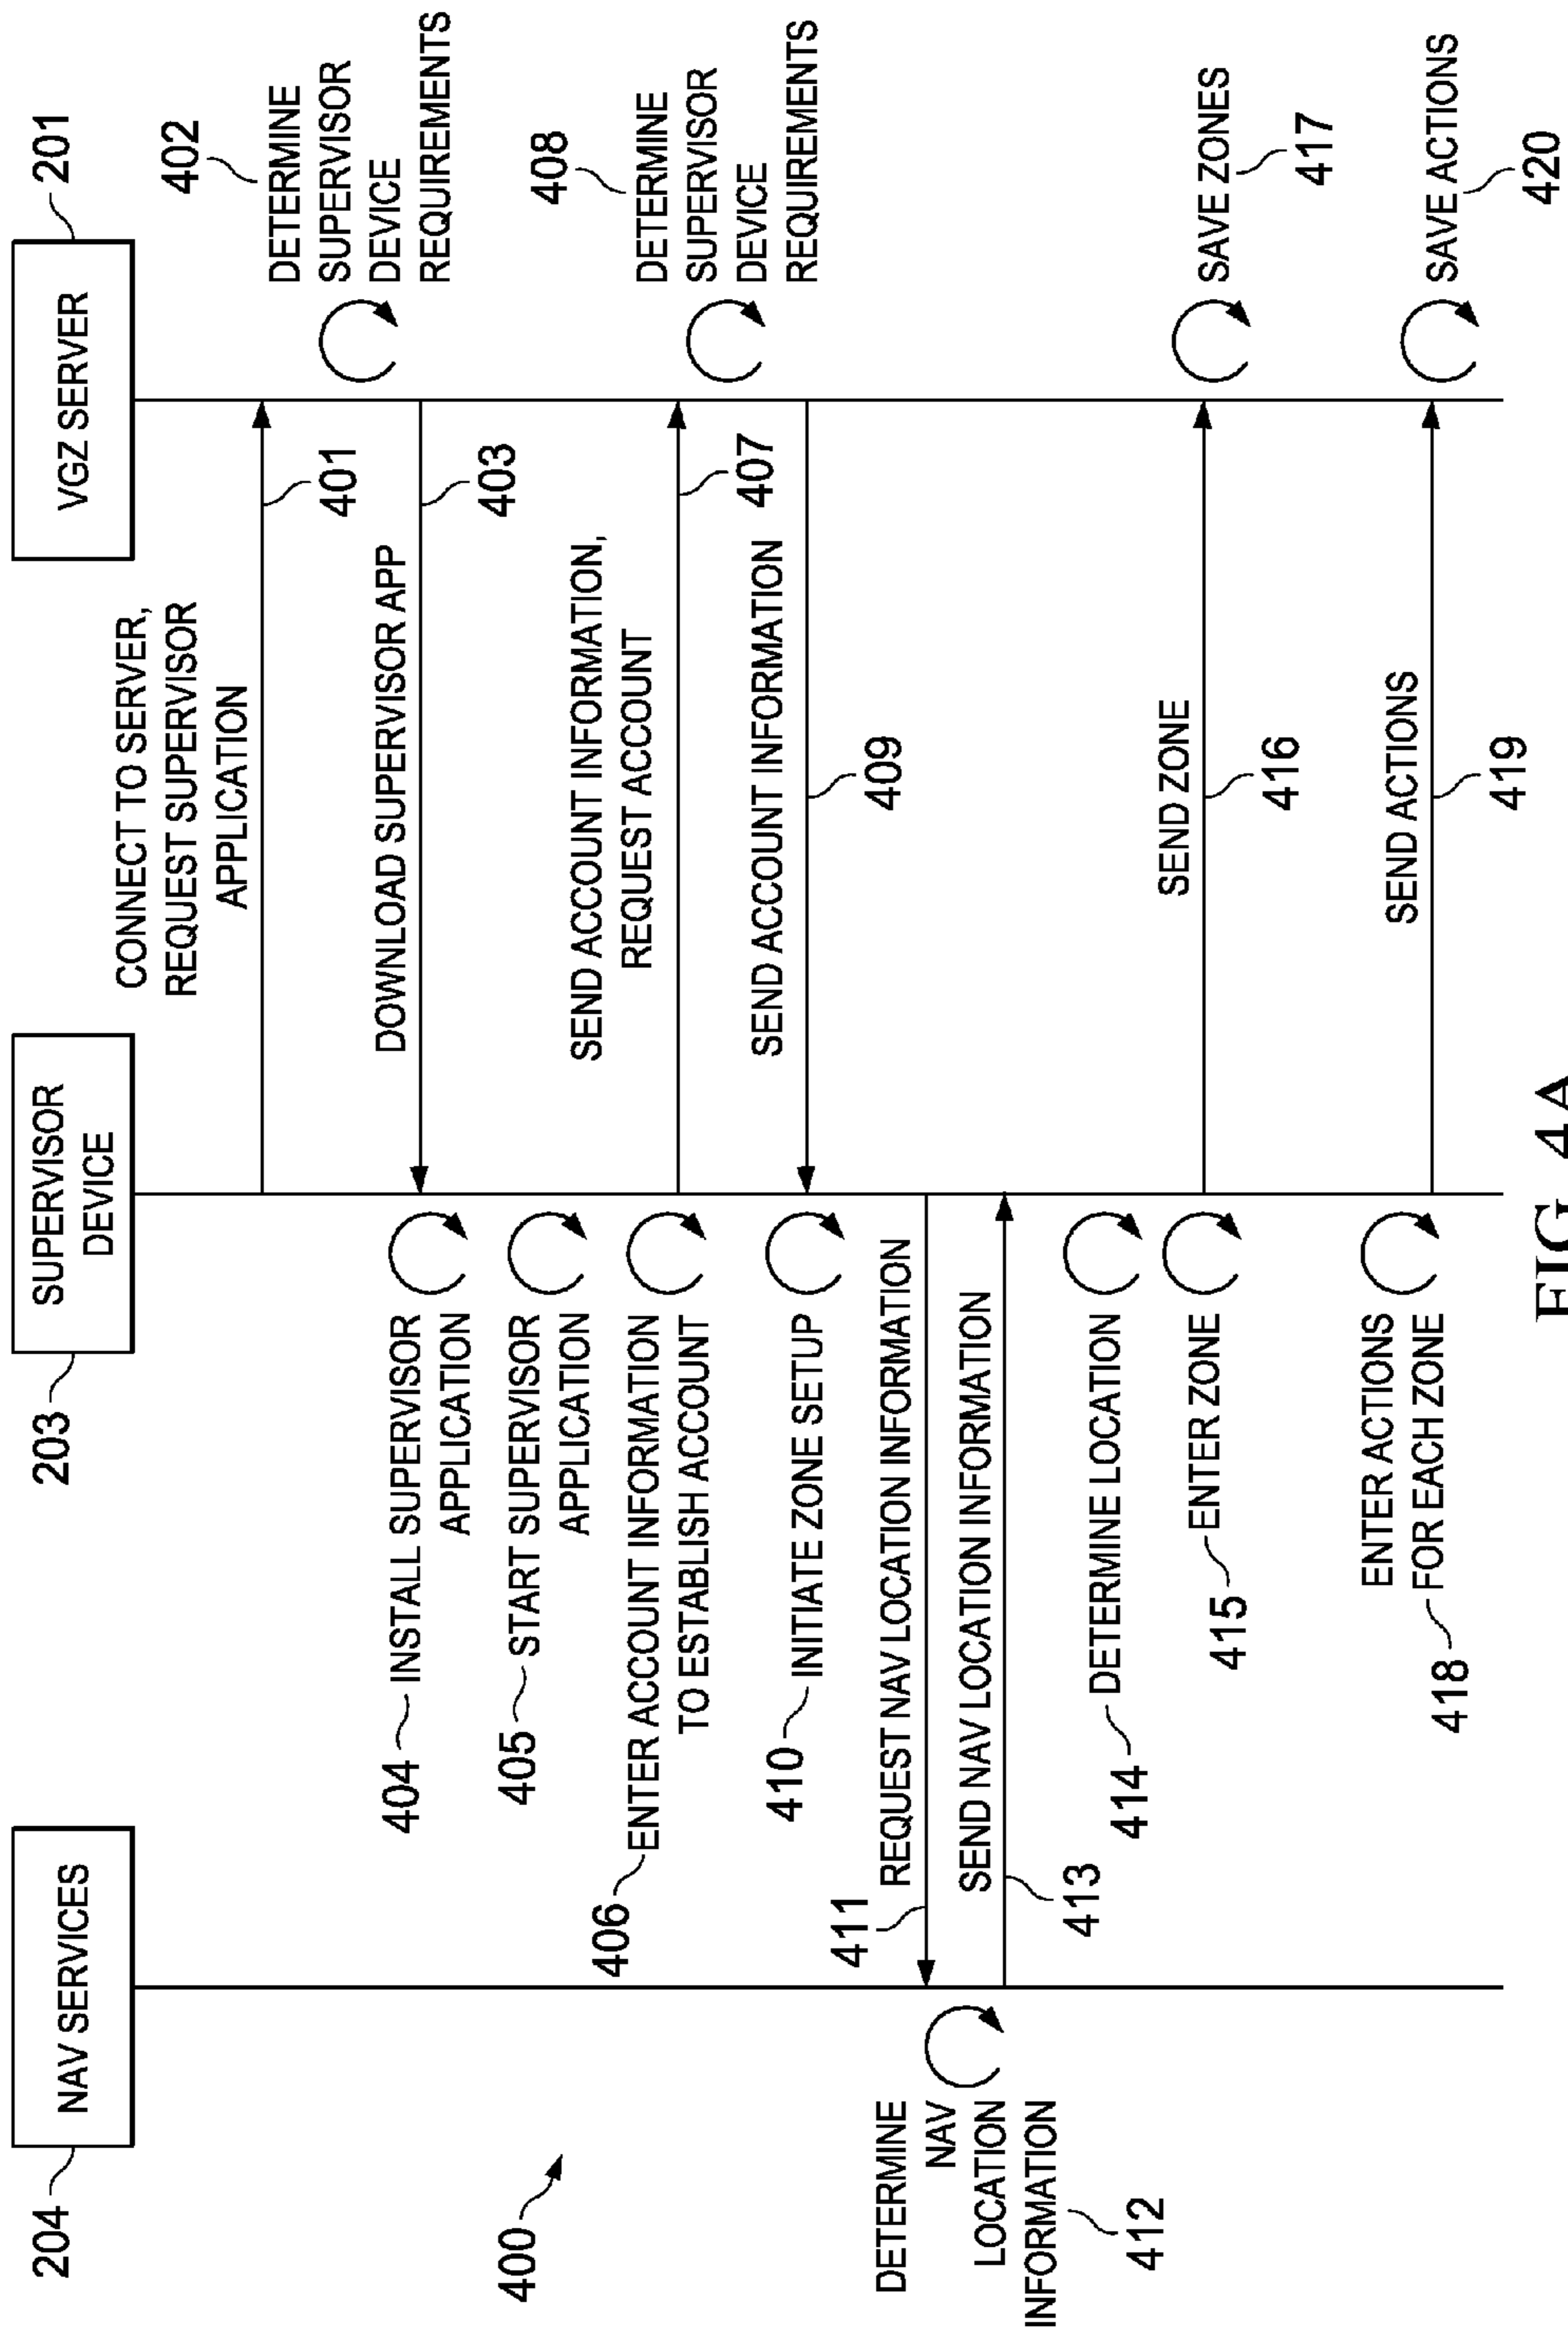 204
NAV SERVICES
203
SUPERVISOR
DEVICE
VGZ SERVER
201
CONNECT TO SERVER,
REQUEST SUPERVISOR
APPLICATION
401
402
DETERMINE
SUPERVISOR
DEVICE
REQUIREMENTS
DOWNLOAD SUPERVISOR APP
403
404
INSTALL SUPERVISOR
APPLICATION
405
START SUPERVISOR
APPLICATION
406
ENTER ACCOUNT INFORMATION
TO ESTABLISH ACCOUNT
SEND ACCOUNT INFORMATION,
REQUEST ACCOUNT
407
408
DETERMINE
SUPERVISOR
DEVICE
REQUIREMENTS
SEND ACCOUNT INFORMATION
409
400
410
INITIATE ZONE SETUP
411
REQUEST NAV LOCATION INFORMATION
DETERMINE
NAV
LOCATION
INFORMATION
412
SEND NAV LOCATION INFORMATION
413
414
DETERMINE LOCATION
415
ENTER ZONE
SEND ZONE
416
SAVE ZONES
417
ENTER ACTIONS
FOR EACH ZONE
418
SEND ACTIONS
419
SAVE ACTIONS
420
FIG. 4A